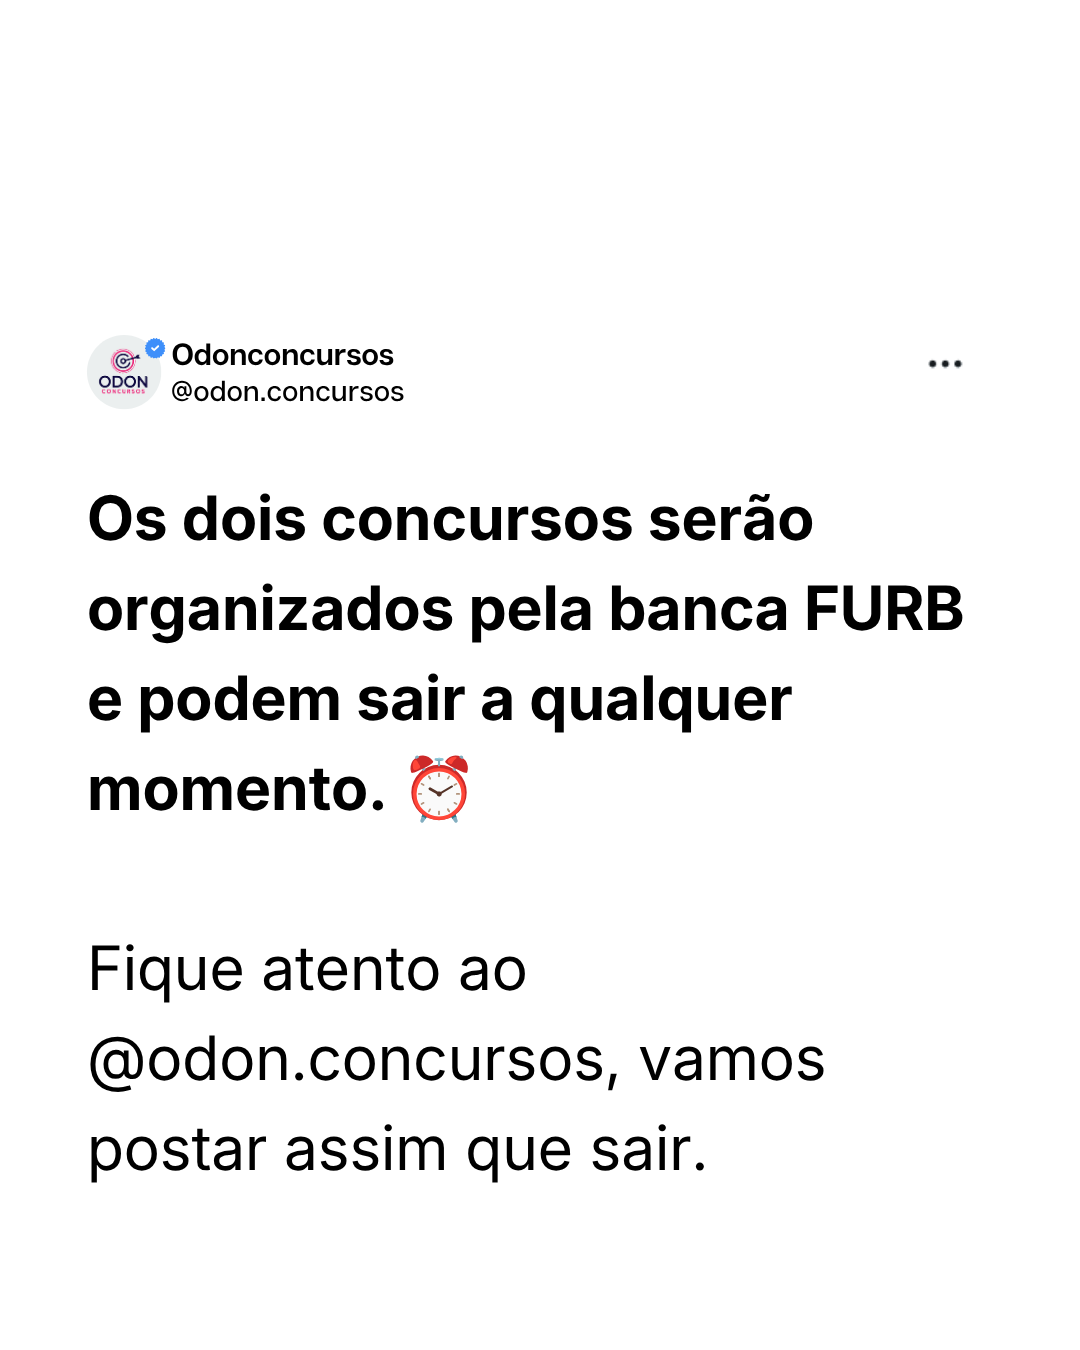 ODON
CONCURSOS
Odonconcursos
@odon.concursos
Os dois concursos serão
organizados pela banca FURB
e podem sair a qualquer
momento. ⏰
Fique atento ao
@odon.concursos, vamos
postar assim que sair.